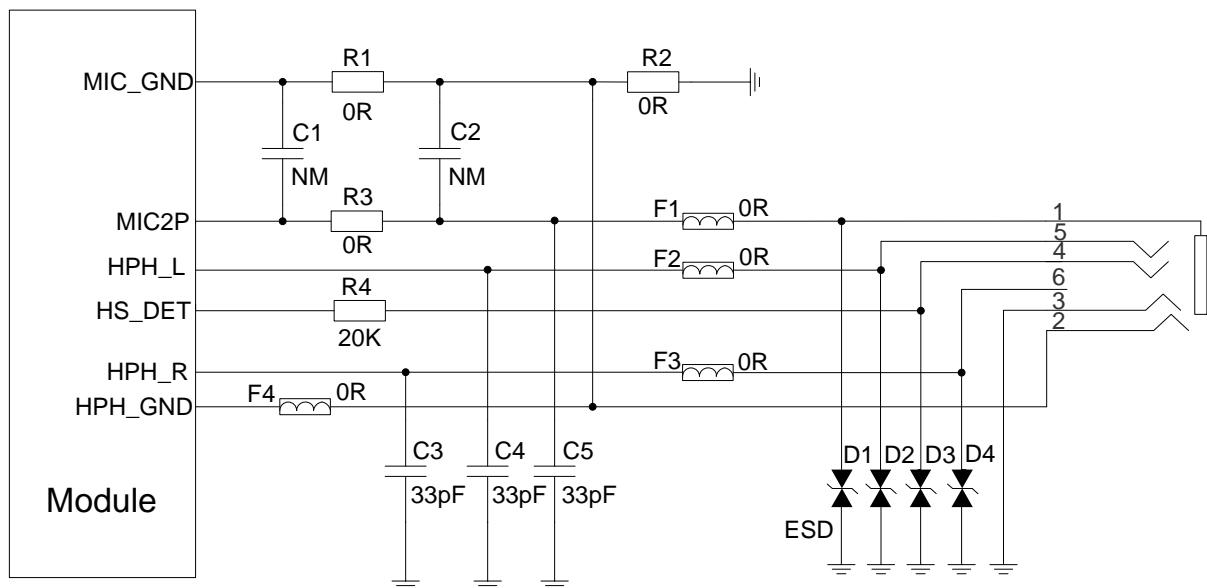 R1
R2
MIC_GND
0R
0R
C1
C2
NM
NM
R3
F1
0R
1
MIC2P
0R
5
HPH_L
F2
0R
4
R4
6
HS_DET
3
20K
2
HPH_R
F3
0R
F4
0R
HPH_GND
C3
C4
C5
D1
D2
D3
D4
33pF
33pF
33pF
Module
ESD